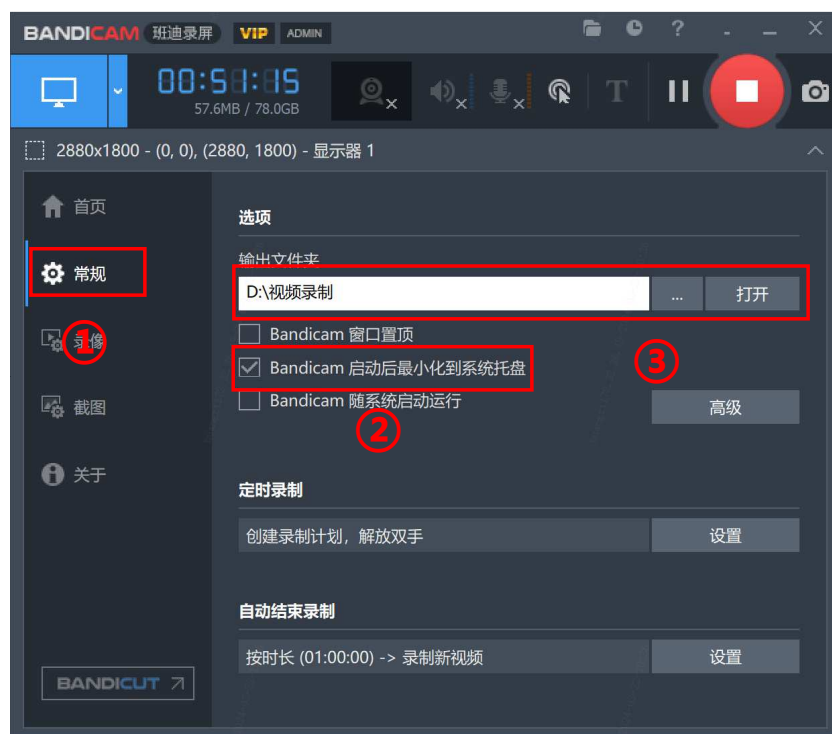 BANDICAM 班迪录屏 VIP ADMIN
00:51:15
57.6MB / 78.0GB
T
2880x1800 - (0, 0), (2880, 1800) - 显示器 1
首页
常规
录像
截图
关于
BANDICUT
选项
输出文件夹
D:\视频录制 ... 打开
Bandicam 窗口置顶
Bandicam 启动后最小化到系统托盘
Bandicam 随系统启动运行
高级
定时录制
创建录制计划，解放双手 设置
自动结束录制
按时长 (01:00:00) -> 录制新视频 设置
①
②
③